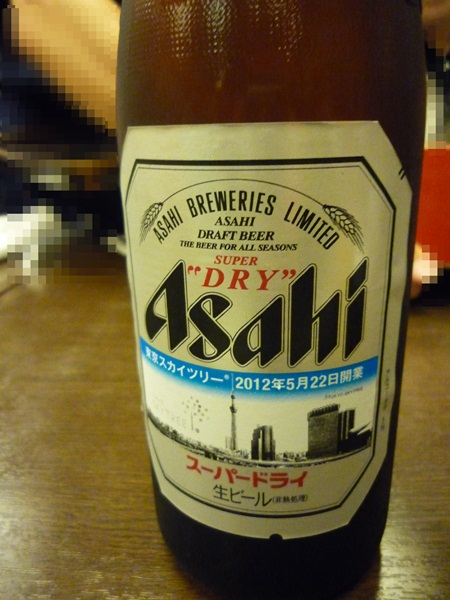 ASAHI BREWERIES LIMITED
ASAHI
DRAFT BEER
THE BEER FOR ALL SEASONS
SUPER
"DRY"
Asahi
東京スカイツリー® 2012年5月22日開業
スーパードライ
生ビール(非熱処理)